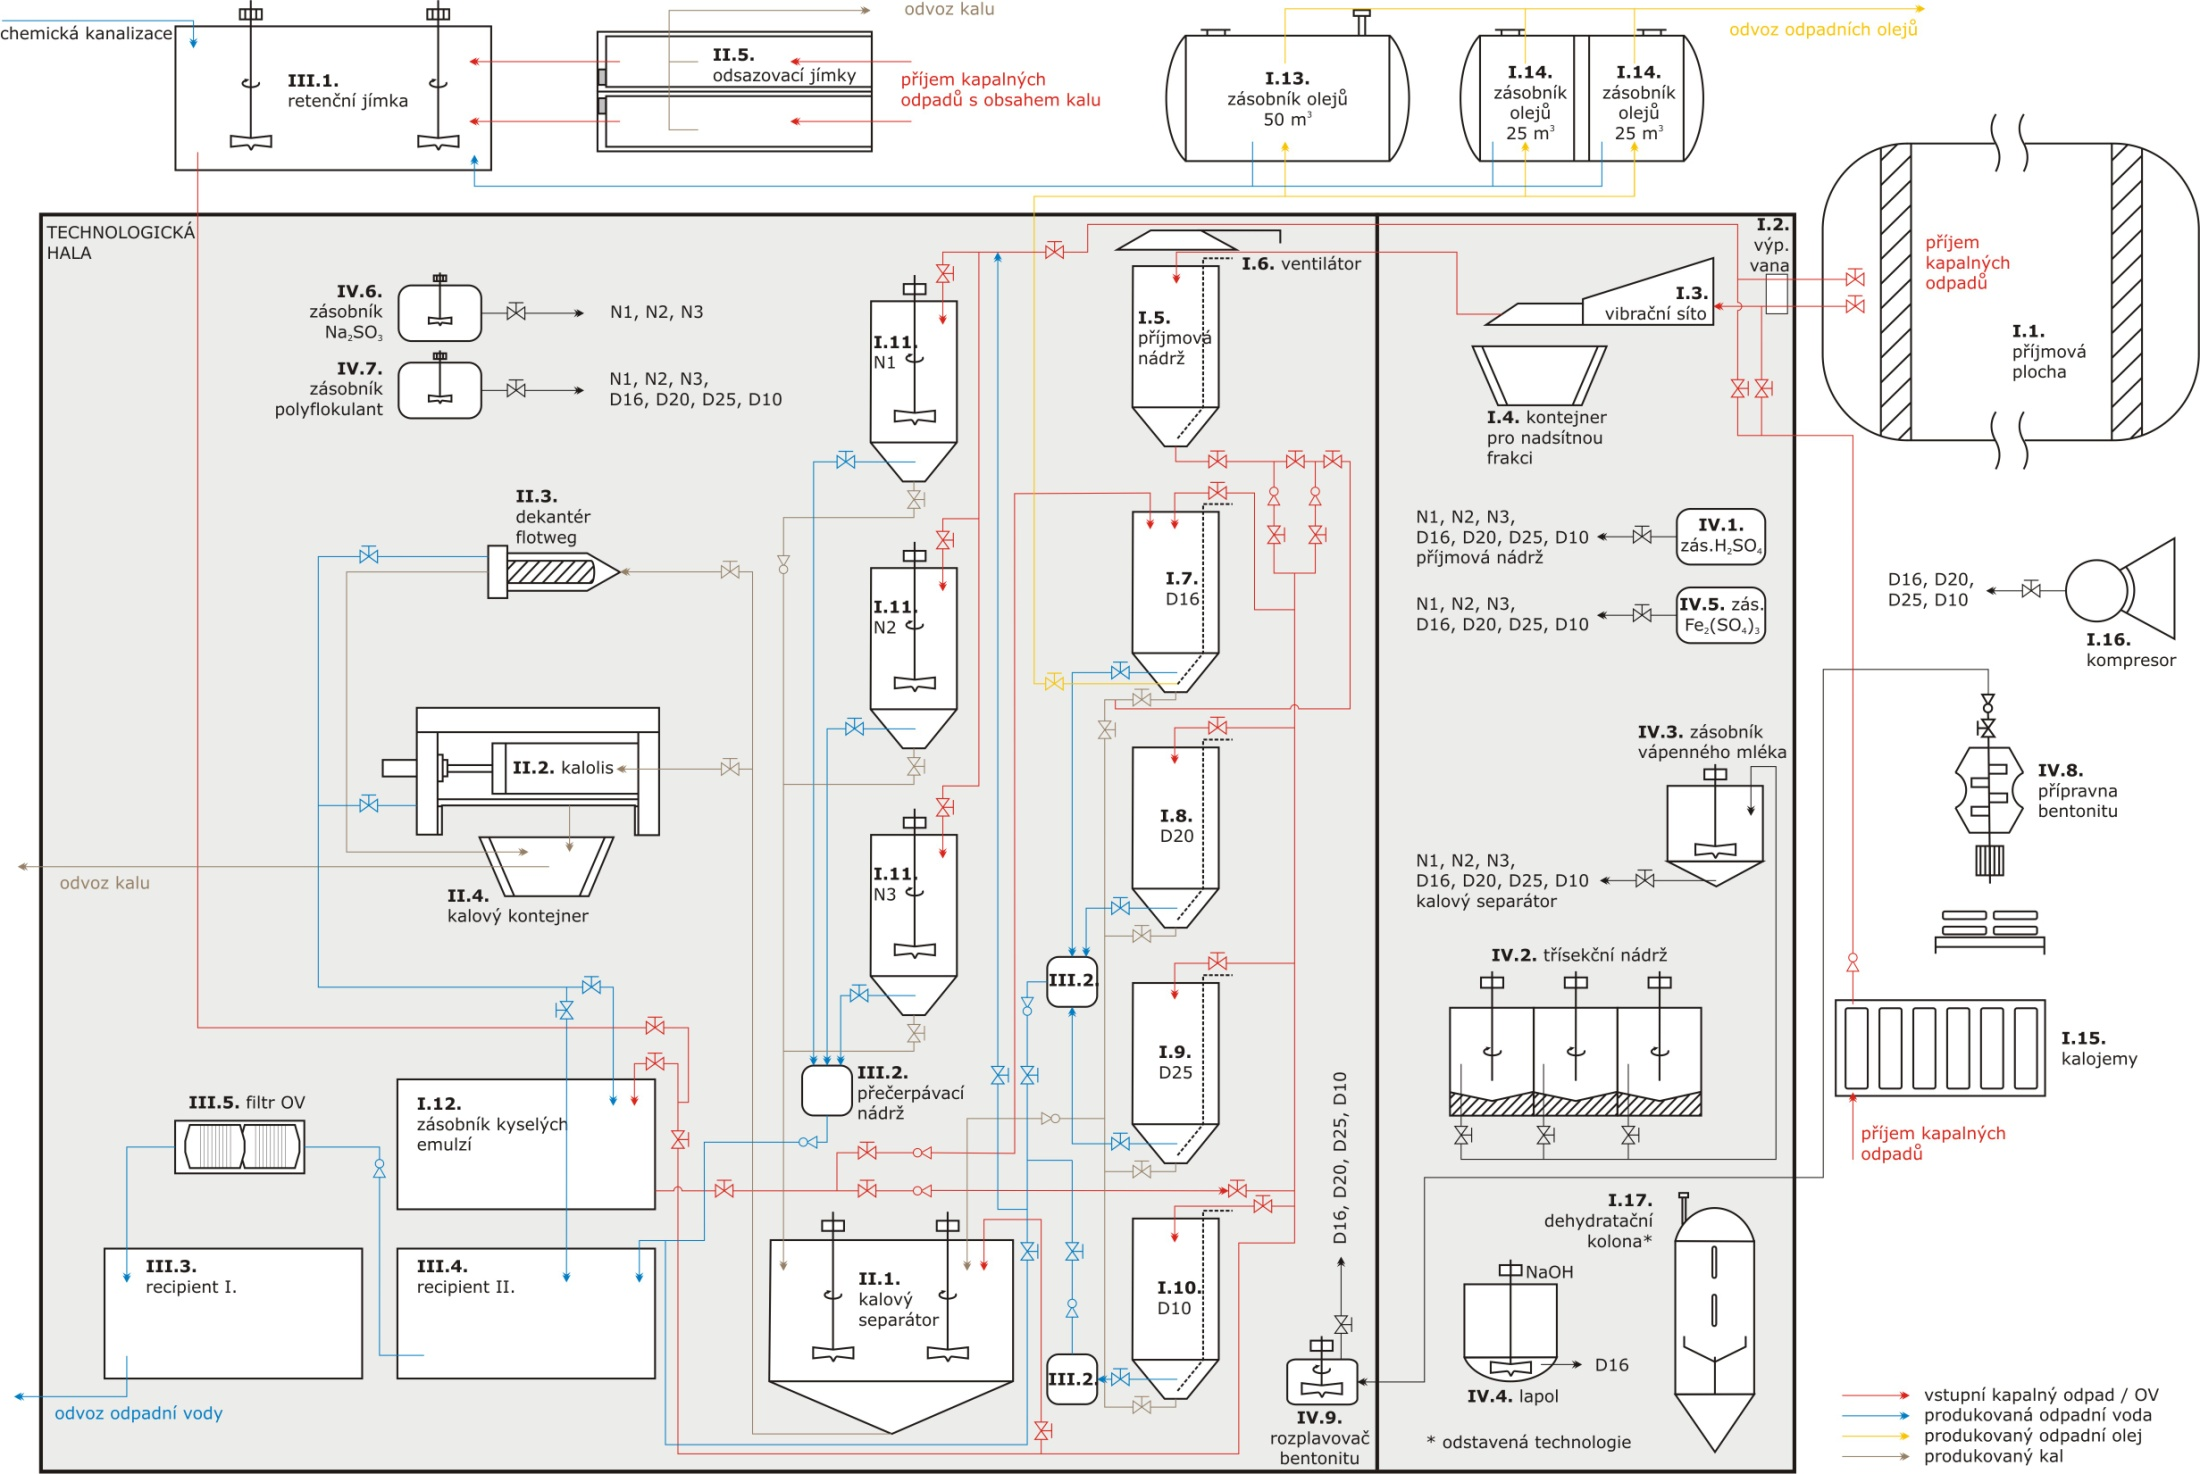 chemická kanalizace
III.1.
retenční jímka
odvoz kalu
II.5.
odsazovací jímky
příjem kapalných
odpadů s obsahem kalu
I.13.
zásobník olejů
50 m³
I.14.
zásobník
olejů
25 m³
I.14.
zásobník
olejů
25 m³
odvoz odpadních olejů
TECHNOLOGICKÁ
HALA
IV.6.
zásobník
Na₂SO₃
N1, N2, N3
IV.7.
zásobník
polyflokulant
N1, N2, N3,
D16, D20, D25, D10
I.11.
N1
I.5.
příjmová
nádrž
I.6. ventilátor
I.2.
výp.
vana
I.3.
vibrační síto
I.4. kontejner
pro nadsítnou
frakci
příjem
kapalných
odpadů
I.1.
příjmová
plocha
II.3.
dekantér
flotweg
I.11.
N2
I.7.
D16
N1, N2, N3,
D16, D20, D25, D10
příjmová nádrž
IV.1.
zás.H₂SO₄
N1, N2, N3,
D16, D20, D25, D10
IV.5. zás.
Fe₂(SO₄)₃
D16, D20,
D25, D10
I.16.
kompresor
II.2. kalolis
odvoz kalu
II.4.
kalový kontejner
I.11.
N3
I.8.
D20
IV.3. zásobník
vápenného mléka
N1, N2, N3,
D16, D20, D25, D10
kalový separátor
IV.8.
přípravna
bentonitu
III.2.
I.9.
D25
IV.2. třísekční nádrž
I.15.
kalojemy
příjem kapalných
odpadů
III.5. filtr OV
I.12.
zásobník kyselých
emulzí
III.2.
přečerpávací
nádrž
D16, D20, D25, D10
III.3.
recipient I.
III.4.
recipient II.
II.1.
kalový
separátor
III.2.
I.10.
D10
IV.9.
rozplavovač
bentonitu
NaOH
D16
IV.4. lapol
I.17.
dehydratační
kolona*
* odstavená technologie
odvoz odpadní vody
vstupní kapalný odpad / OV
produkovaná odpadní voda
produkovaný odpadní olej
produkovaný kal